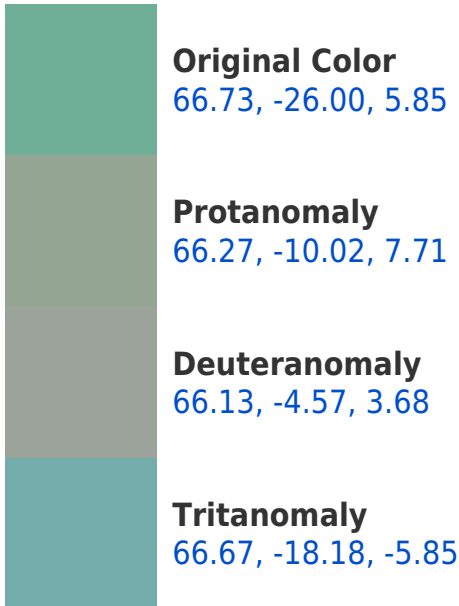 Original Color
66.73, -26.00, 5.85
Protanomaly
66.27, -10.02, 7.71
Deuteranomaly
66.13, -4.57, 3.68
Tritanomaly
66.67, -18.18, -5.85